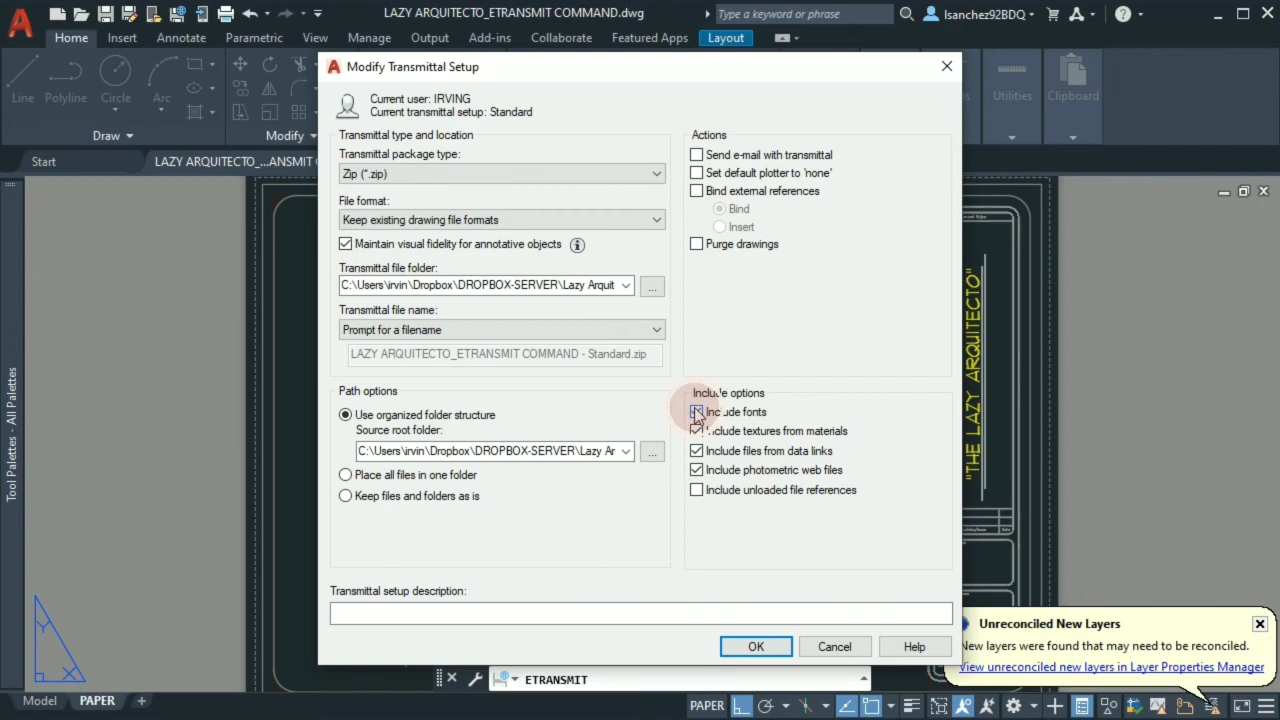 LAZY ARQUITECTO_ETRANSMIT COMMAND.dwg
Type a keyword or phrase
lsanchez92BDQ
Home Insert Annotate Parametric View Manage Output Add-ins Collaborate Featured Apps Layout
Line Polyline Circle Arc
Utilities Clipboard
Draw Modify
Start LAZY ARQUITECTO_...ANSMIT
Modify Transmittal Setup
Current user: IRVING
Current transmittal setup: Standard
Transmittal type and location
Transmittal package type:
Zip (*.zip)
File format:
Keep existing drawing file formats
Maintain visual fidelity for annotative objects
Transmittal file folder:
C:\Users\irvin\Dropbox\DROPBOX-SERVER\Lazy Arquit
...
Transmittal file name:
Prompt for a filename
LAZY ARQUITECTO_ETRANSMIT COMMAND - Standard.zip
Path options
Use organized folder structure
Source root folder:
C:\Users\irvin\Dropbox\DROPBOX-SERVER\Lazy Ar
...
Place all files in one folder
Keep files and folders as is
Actions
Send e-mail with transmittal
Set default plotter to 'none'
Bind external references
Bind
Insert
Purge drawings
Include options
Include fonts
Include textures from materials
Include files from data links
Include photometric web files
Include unloaded file references
Transmittal setup description:
OK Cancel Help
Tool Palettes - All Palettes
"THE LAZY ARQUITECTO"
Y
X
Unreconciled New Layers
New layers were found that may need to be reconciled.
View unreconciled new layers in Layer Properties Manager
ETRANSMIT
Model PAPER +
PAPER